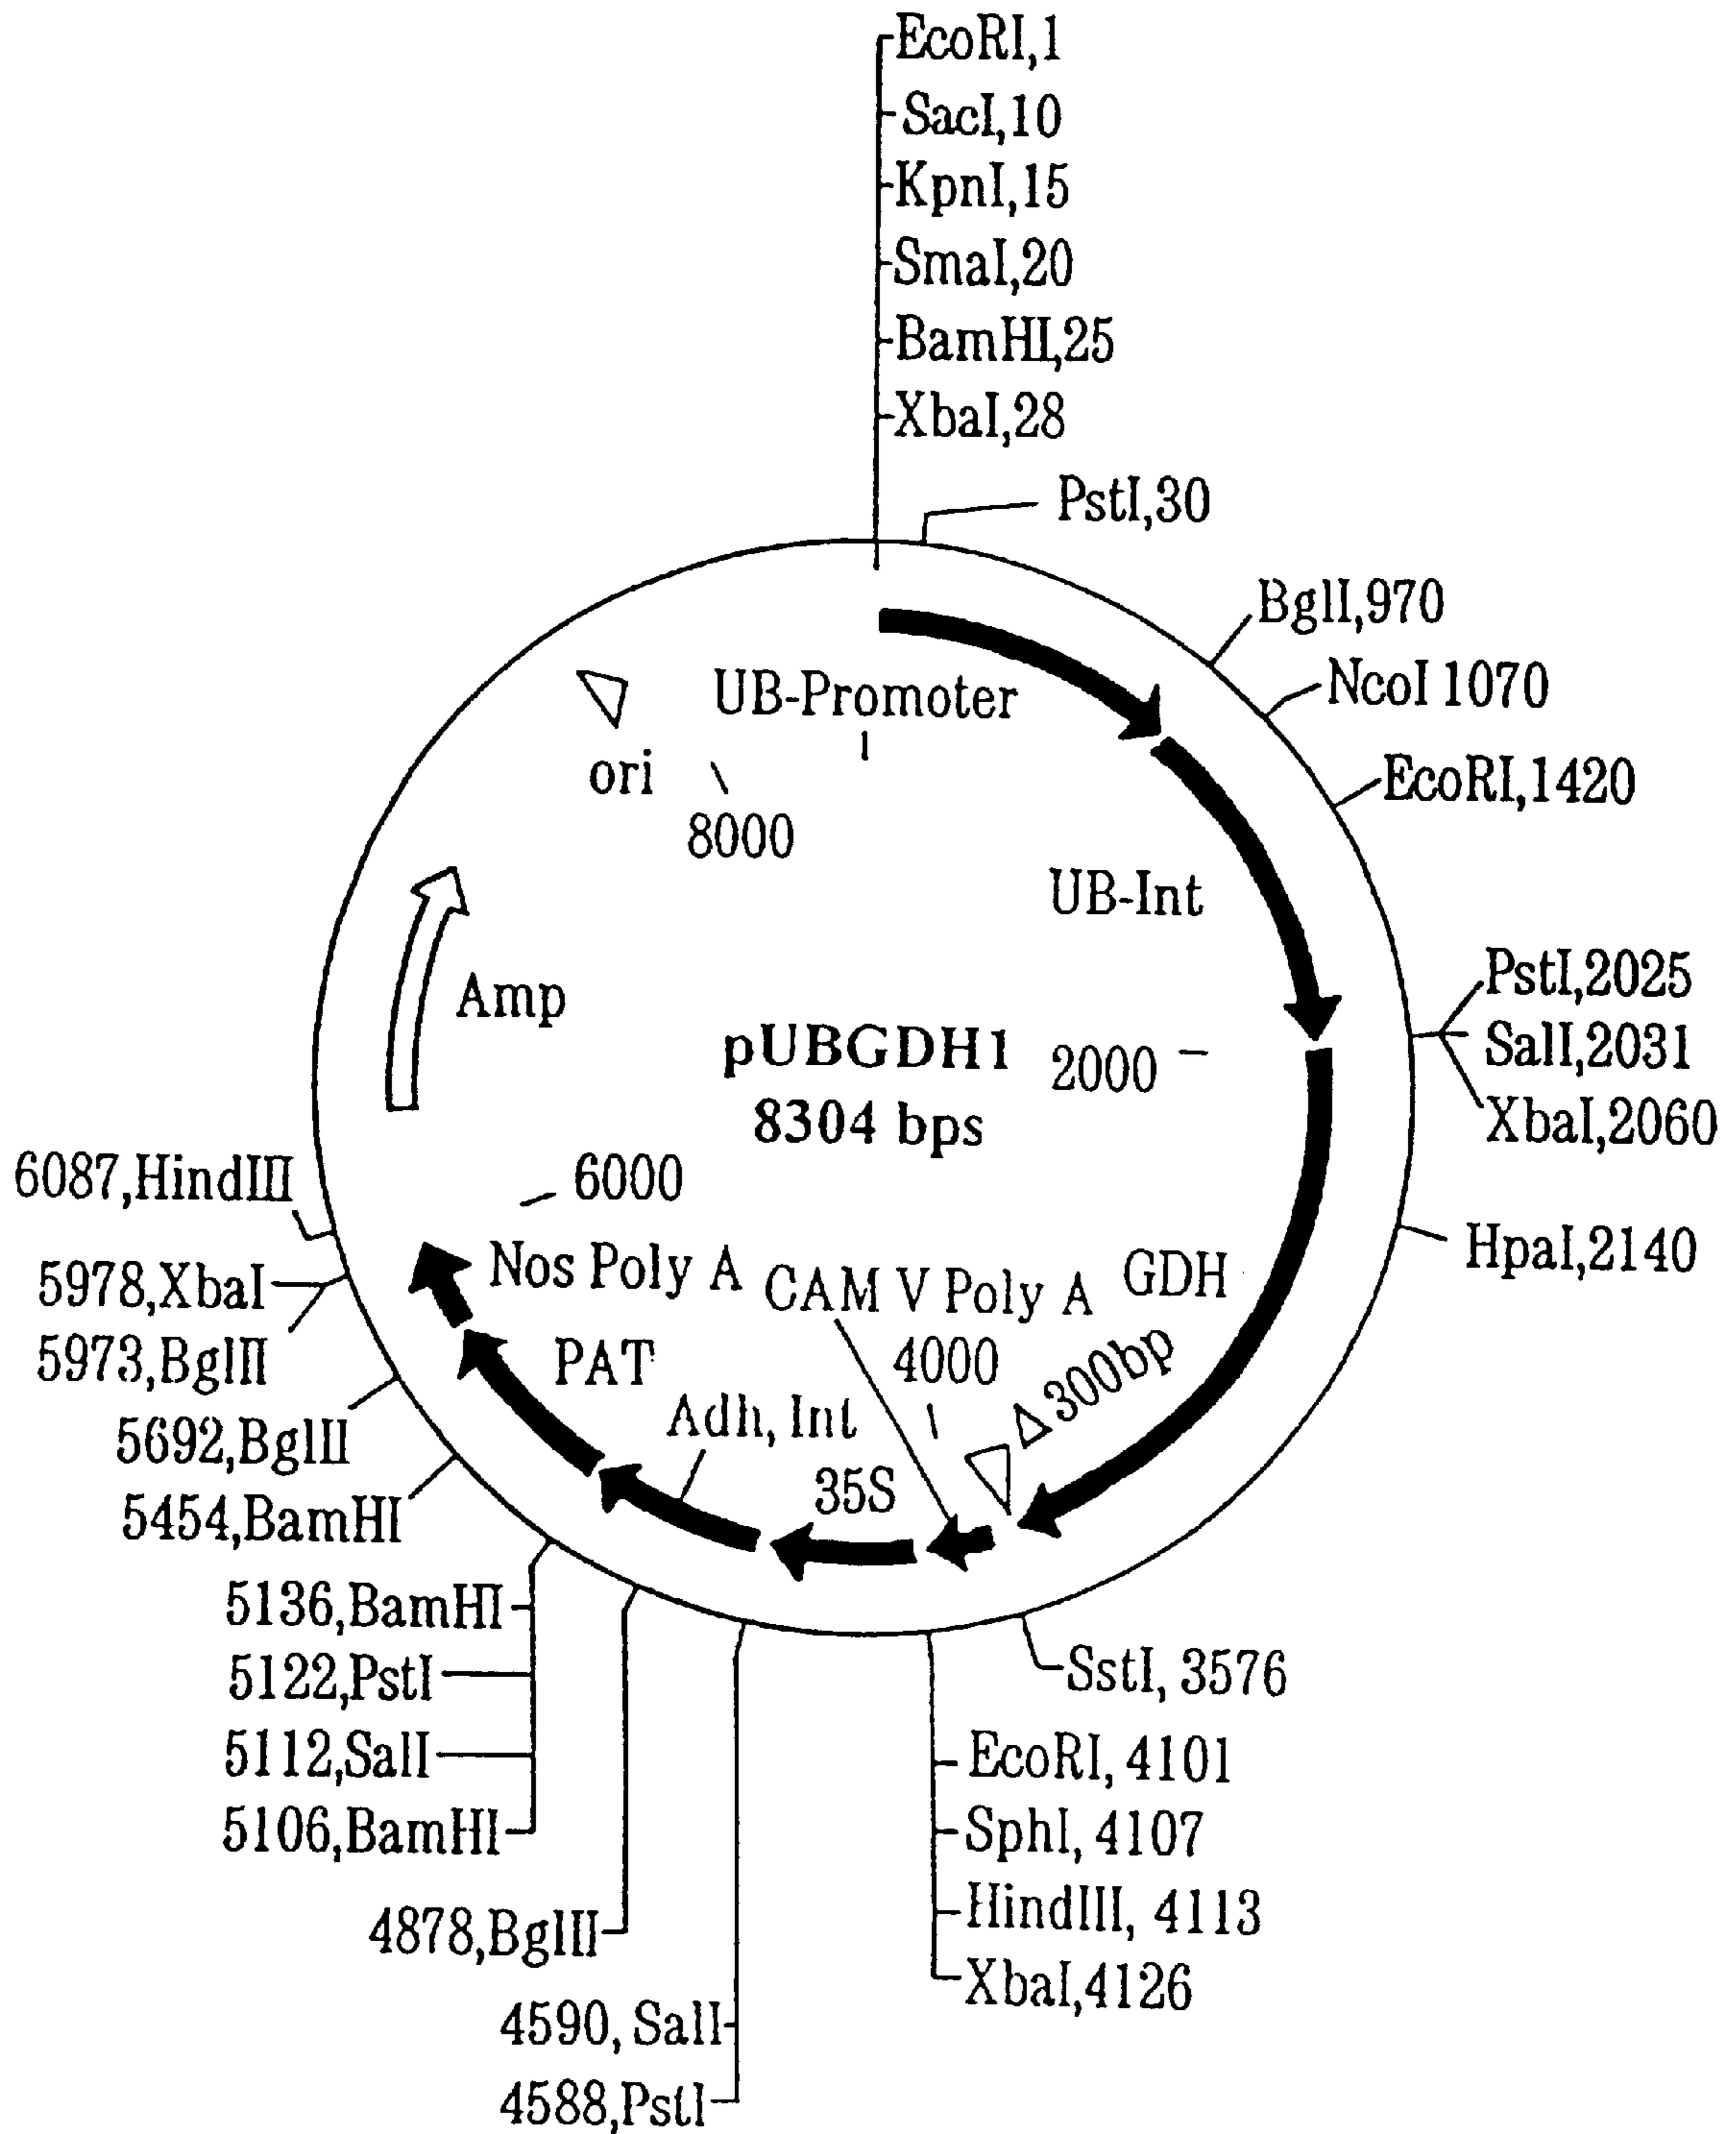 EcoRI,1
SacI,10
KpnI,15
SmaI,20
BamHI,25
XbaI,28
PstI,30
BglI,970
NcoI 1070
EcoRI,1420
PstI,2025
SalI,2031
XbaI,2060
HpaI,2140
SstI, 3576
EcoRI, 4101
SphI, 4107
HindIII, 4113
XbaI,4126
4588,PstI
4590, SalI
4878,BglII
5106,BamHI
5112,SalI
5122,PstI
5136,BamHI
5454,BamHI
5692,BglII
5973,BglII
5978,XbaI
6087,HindIII
UB-Promoter
ori
8000
UB-Int
Amp
pUBGDH1
8304 bps
2000
6000
Nos Poly A
CAM V Poly A
GDH
PAT
4000
Δ300bp
Adh, Int
35S